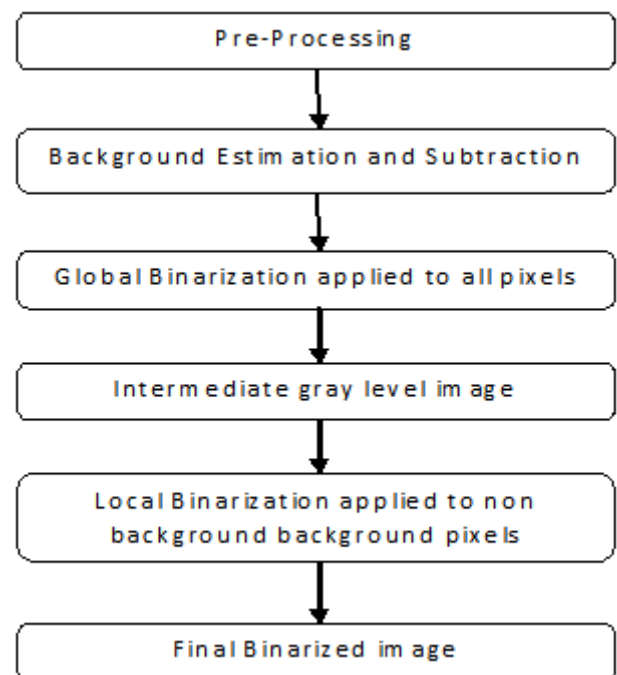 Pre-Processing
Background Estimation and Subtraction
Global Binarization applied to all pixels
Intermediate gray level image
Local Binarization applied to non
background background pixels
Final Binarized image